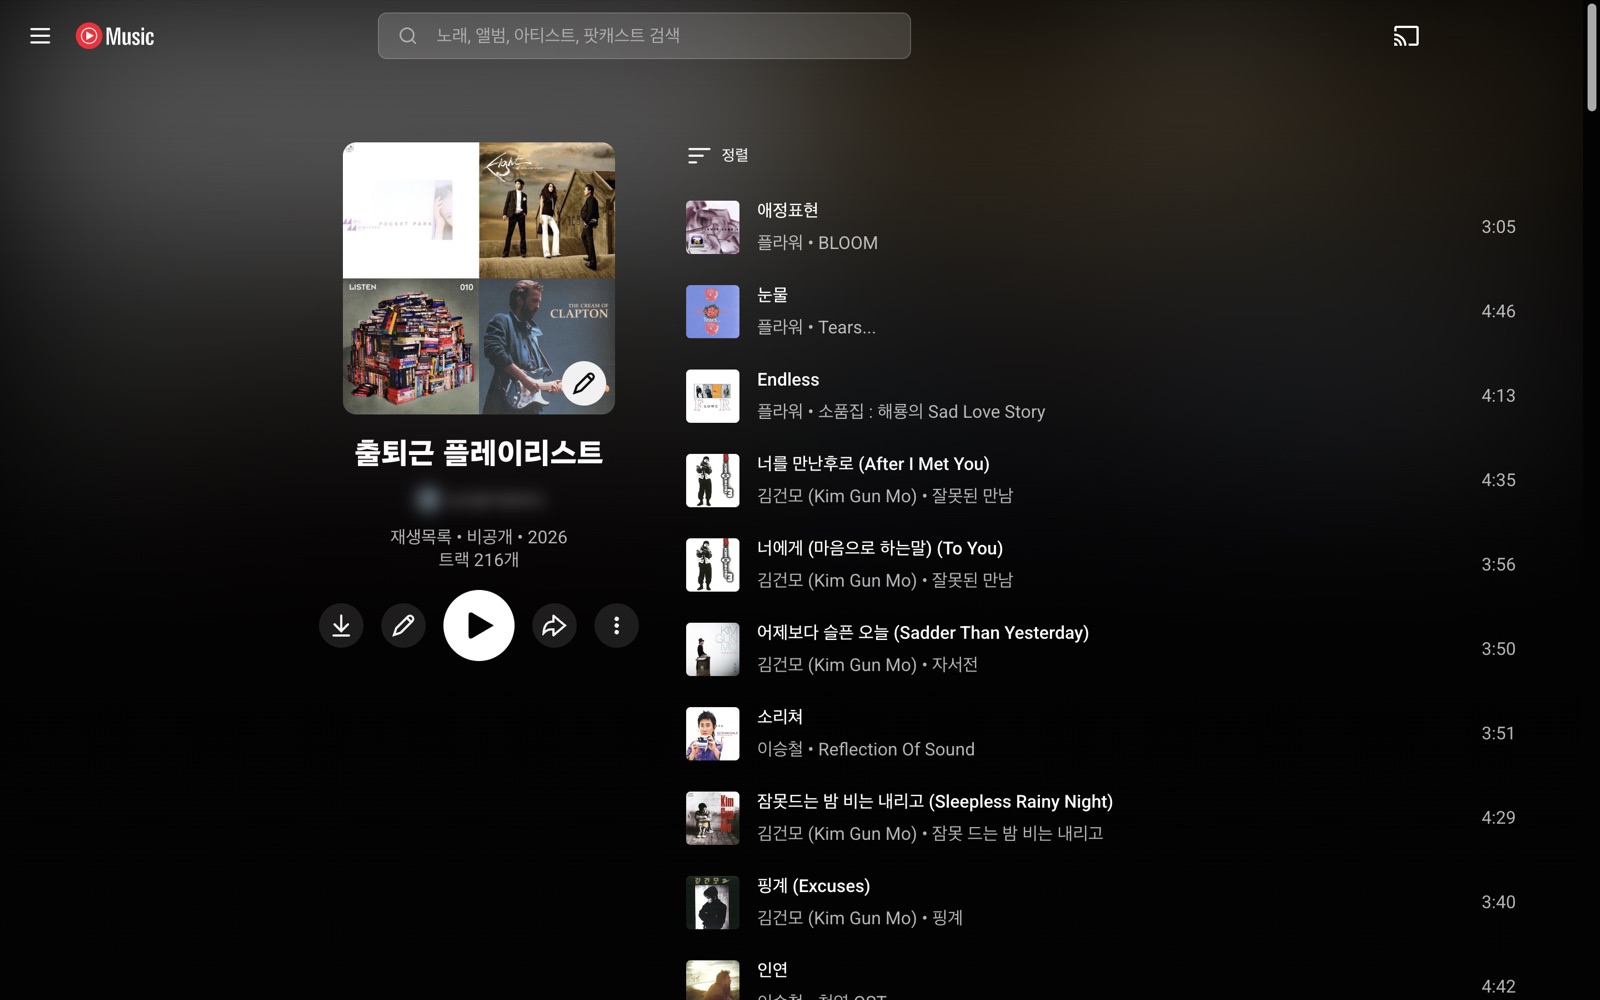 Music
노래, 앨범, 아티스트, 팟캐스트 검색
POCKET PARK
Eight
LISTEN 010
THE CREAM OF
CLAPTON
출퇴근 플레이리스트
재생목록 • 비공개 • 2026
트랙 216개
정렬
애정표현
플라워 • BLOOM
3:05
눈물
플라워 • Tears...
4:46
Endless
플라워 • 소품집 : 해룡의 Sad Love Story
4:13
너를 만난후로 (After I Met You)
김건모 (Kim Gun Mo) • 잘못된 만남
4:35
너에게 (마음으로 하는말) (To You)
김건모 (Kim Gun Mo) • 잘못된 만남
3:56
어제보다 슬픈 오늘 (Sadder Than Yesterday)
김건모 (Kim Gun Mo) • 자서전
3:50
소리쳐
이승철 • Reflection Of Sound
3:51
잠못드는 밤 비는 내리고 (Sleepless Rainy Night)
김건모 (Kim Gun Mo) • 잠못 드는 밤 비는 내리고
4:29
핑계 (Excuses)
김건모 (Kim Gun Mo) • 핑계
3:40
인연
4:42